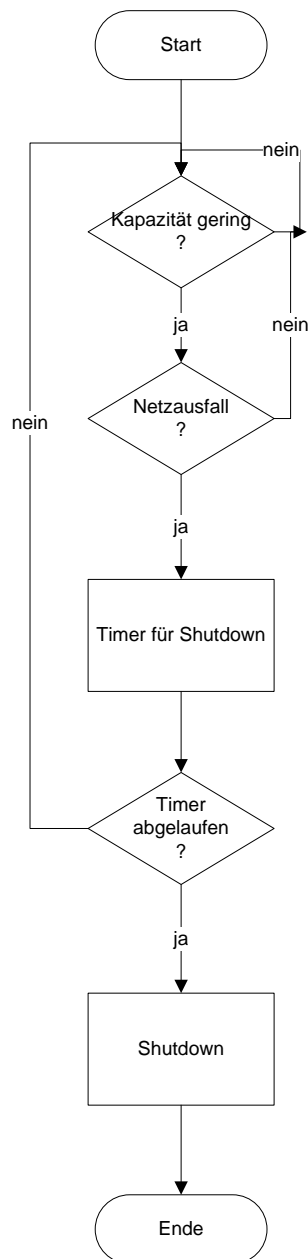 Start
nein
Kapazität gering
?
ja
nein
Netzausfall
?
nein
ja
Timer für Shutdown
Timer
abgelaufen
?
ja
Shutdown
Ende